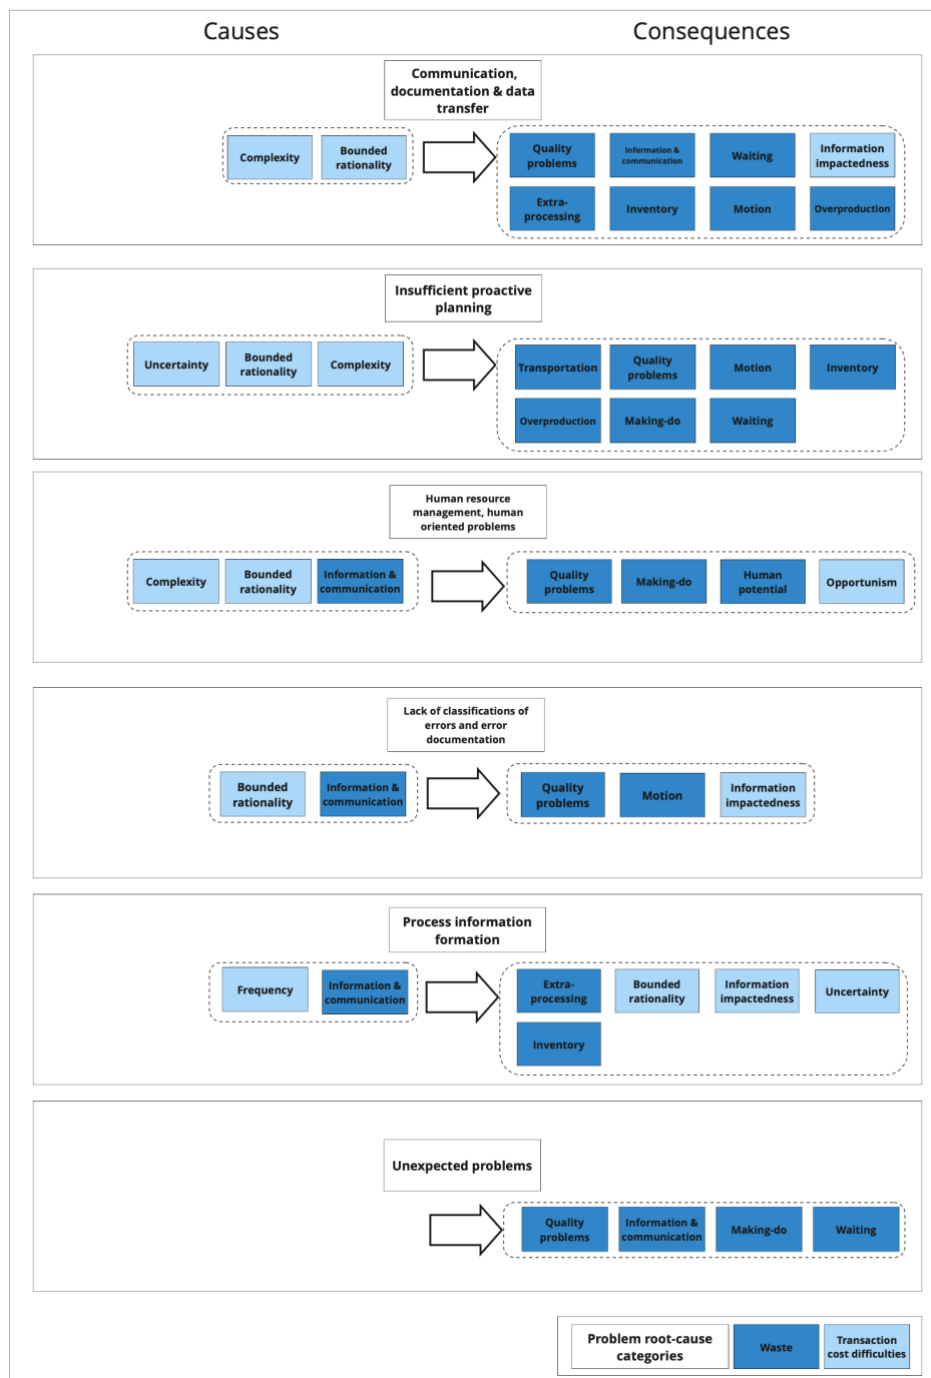 Causes
Consequences
Communication,
documentation & data
transfer
Complexity
Bounded
rationality
Quality
problems
Information &
communication
Waiting
Information
impactedness
Extra-
processing
Inventory
Motion
Overproduction
Insufficient proactive
planning
Uncertainty
Bounded
rationality
Complexity
Transportation
Quality
problems
Motion
Inventory
Overproduction
Making-do
Waiting
Human resource
management, human
oriented problems
Complexity
Bounded
rationality
Information &
communication
Quality
problems
Making-do
Human
potential
Opportunism
Lack of classifications of
errors and error
documentation
Bounded
rationality
Information &
communication
Quality
problems
Motion
Information
impactedness
Process information
formation
Frequency
Information &
communication
Extra-
processing
Bounded
rationality
Information
impactedness
Uncertainty
Inventory
Unexpected problems
Quality
problems
Information &
communication
Making-do
Waiting
Problem root-cause
categories
Waste
Transaction
cost difficulties